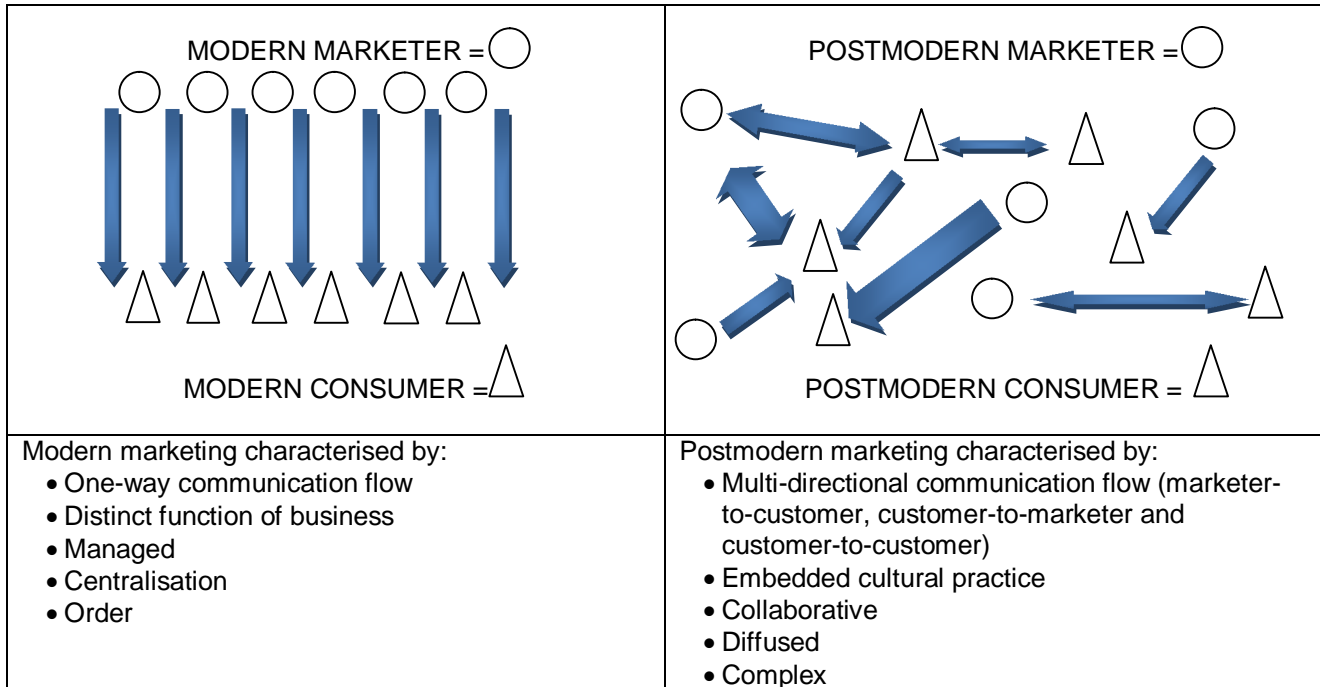 MODERN MARKETER =
MODERN CONSUMER =
POSTMODERN MARKETER =
POSTMODERN CONSUMER =
Modern marketing characterised by:
• One-way communication flow
• Distinct function of business
• Managed
• Centralisation
• Order
Postmodern marketing characterised by:
• Multi-directional communication flow (marketer-
to-customer, customer-to-marketer and
customer-to-customer)
• Embedded cultural practice
• Collaborative
• Diffused
• Complex